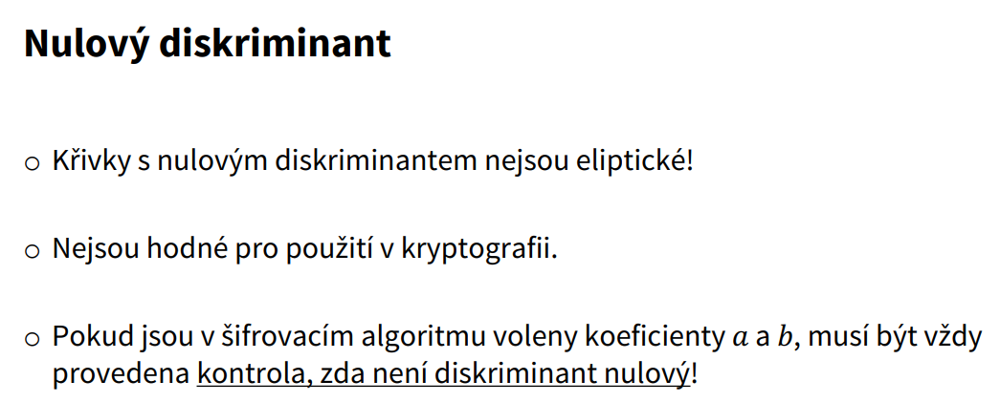 Nulový diskriminant
○ Křivky s nulovým diskriminantem nejsou eliptické!
○ Nejsou hodné pro použití v kryptografii.
○ Pokud jsou v šifrovacím algoritmu voleny koeficienty a a b, musí být vždy
provedena kontrola, zda není diskriminant nulový!